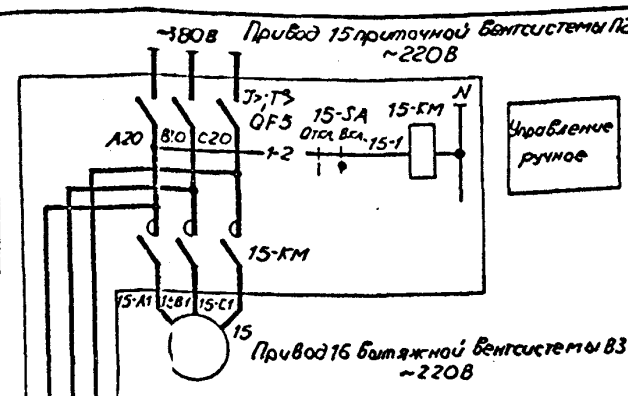 ~380В Привод 15 приточной вентсистемы П2
~220В
I> T°>
QF5
15-SA
15-КМ
N
Откл. Вкл.
А20 В20 С20
1-2
15-1
Управление
ручное
15-КМ
15-А1 15-В1 15-С1
15
Привод 16 вытяжной вентсистемы В3
~220В